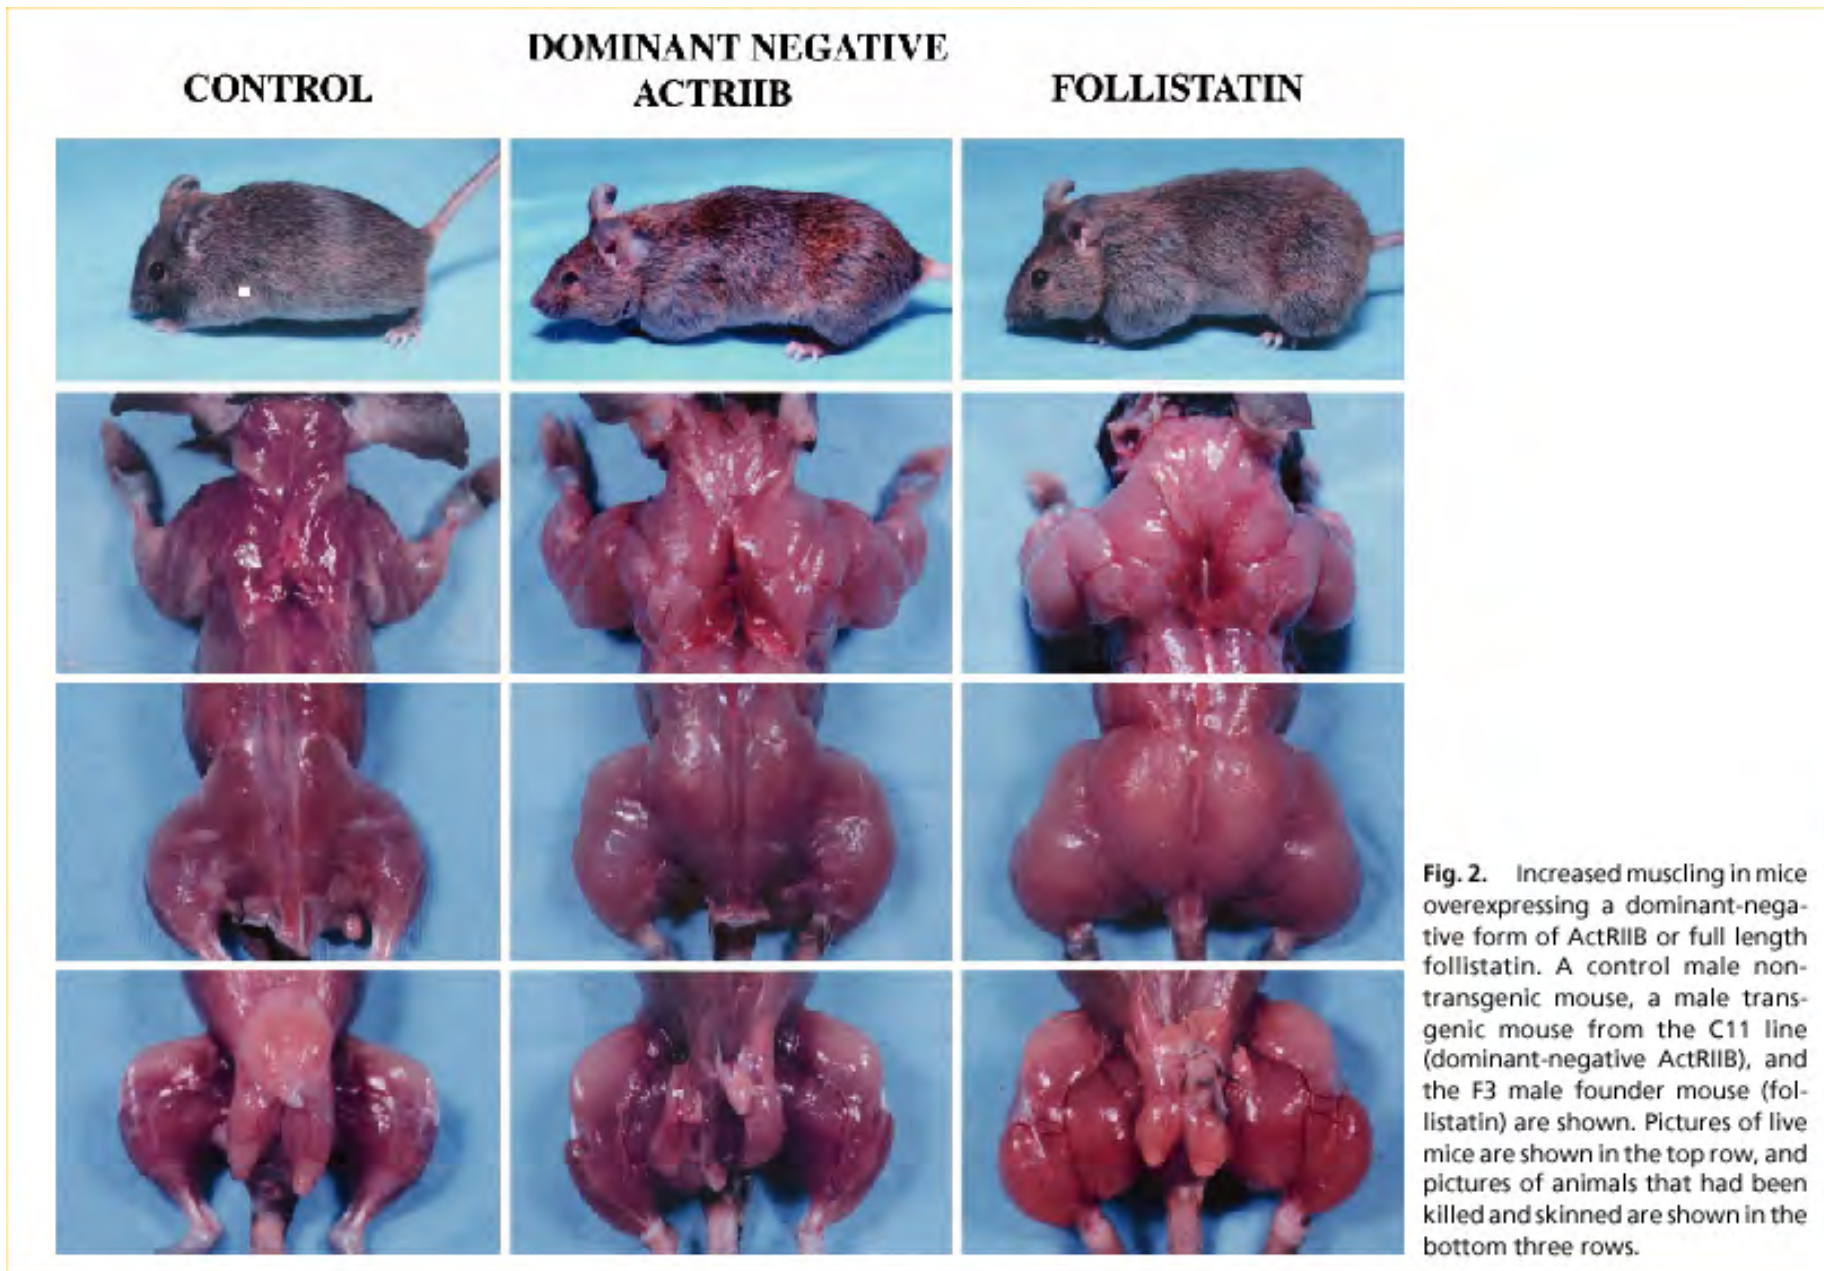 CONTROL
DOMINANT NEGATIVE
ACTRIIB
FOLLISTATIN
Fig. 2. Increased muscling in mice
overexpressing a dominant-nega-
tive form of ActRIIB or full length
follistatin. A control male non-
transgenic mouse, a male trans-
genic mouse from the C11 line
(dominant-negative ActRIIB), and
the F3 male founder mouse (fol-
listatin) are shown. Pictures of live
mice are shown in the top row, and
pictures of animals that had been
killed and skinned are shown in the
bottom three rows.